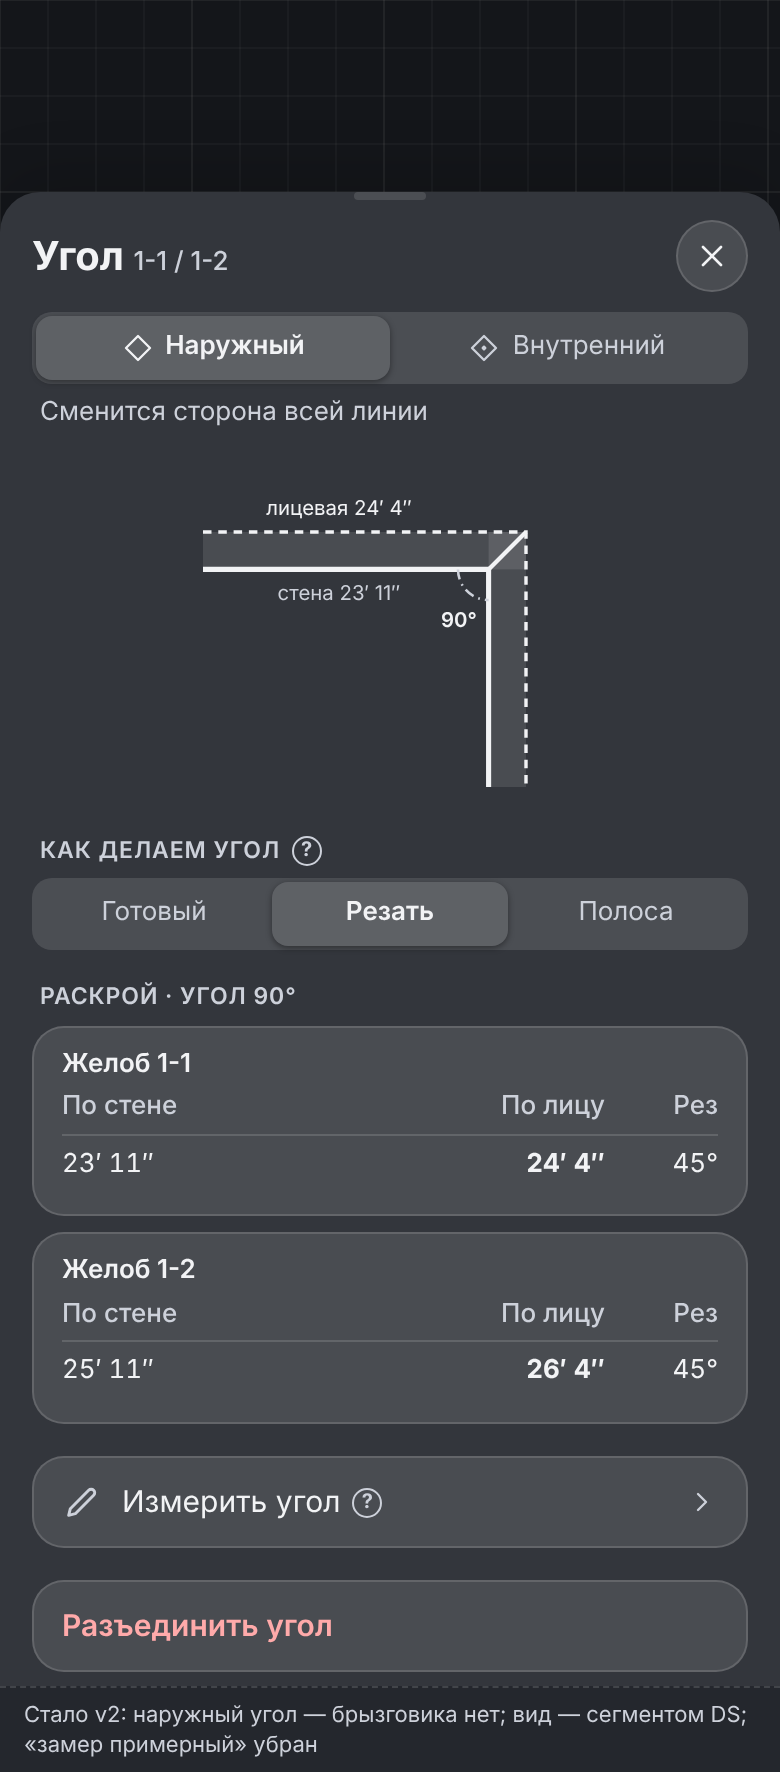 Угол 1-1 / 1-2
Наружный
Внутренний
Сменится сторона всей линии
лицевая 24′ 4″
стена 23′ 11″
90°
КАК ДЕЛАЕМ УГОЛ ?
Готовый
Резать
Полоса
РАСКРОЙ · УГОЛ 90°
Желоб 1-1
По стене По лицу Рез
23′ 11″ 24′ 4″ 45°
Желоб 1-2
По стене По лицу Рез
25′ 11″ 26′ 4″ 45°
Измерить угол ?
Разъединить угол
Стало v2: наружный угол — брызговика нет; вид — сегментом DS;
«замер примерный» убран